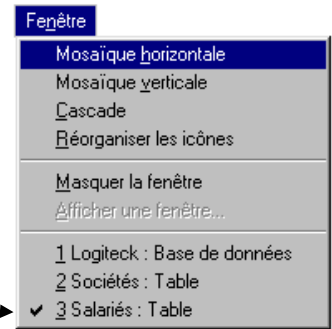 Fenêtre
Mosaïque horizontale
Mosaïque verticale
Cascade
Réorganiser les icônes
Masquer la fenêtre
Afficher une fenêtre...
1 Logiteck : Base de données
2 Sociétés : Table
3 Salariés : Table